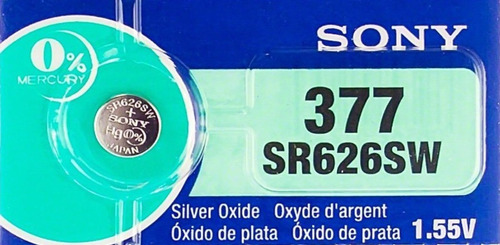 0%
MERCURY
SONY
377
SR626SW
SR626SW
+
SONY
Hg0%
JAPAN
Silver Oxide Oxyde d'argent
Óxido de plata Óxido de prata 1.55V